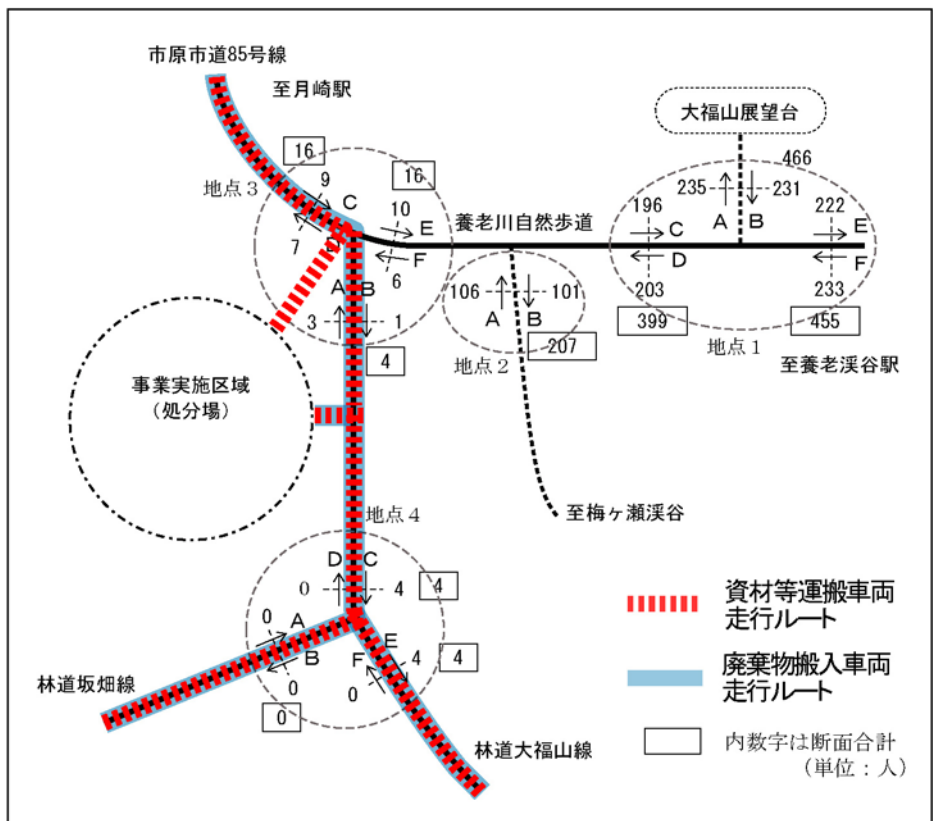 市原市道85号線
至月崎駅
大福山展望台
466
235
231
A
B
16
9
地点3
C
7
D
16
10
E
F
6
養老川自然歩道
196
C
D
203
399
222
E
F
233
455
地点1
至養老渓谷駅
A
B
3
1
4
106
101
A
B
207
地点2
事業実施区域
(処分場)
至梅ヶ瀬渓谷
地点4
D
C
0
4
4
0
A
B
0
0
E
F
4
0
4
林道坂畑線
林道大福山線
資材等運搬車両
走行ルート
廃棄物搬入車両
走行ルート
内数字は断面合計
(単位:人)